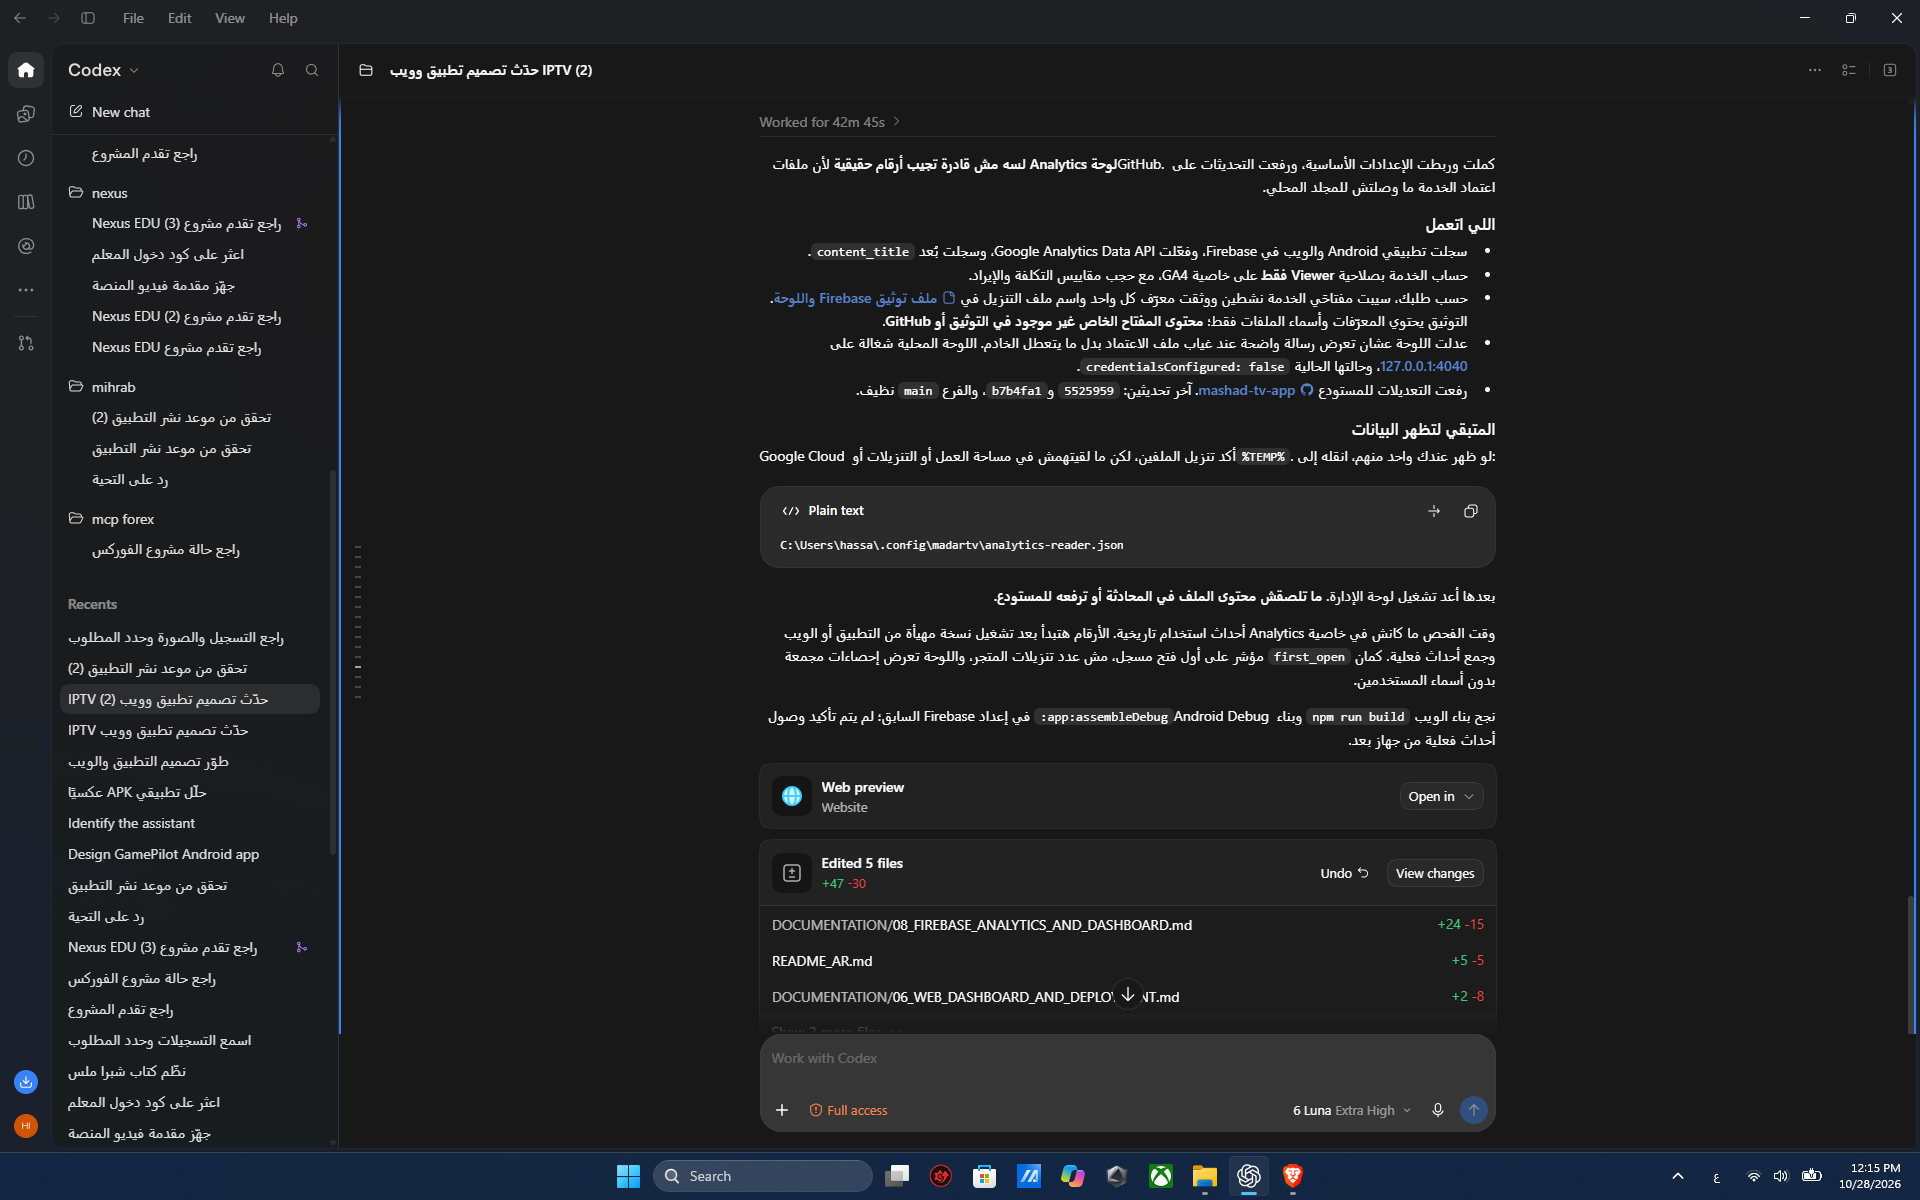 File Edit View Help
Codex
New chat
راجع تقدم المشروع
nexus
راجع تقدم مشروع Nexus EDU (3)
اعثر على كود دخول المعلم
جهّز مقدمة فيديو المنصة
راجع تقدم مشروع Nexus EDU (2)
راجع تقدم مشروع Nexus EDU
mihrab
تحقق من موعد نشر التطبيق (2)
تحقق من موعد نشر التطبيق
رد على التحية
mcp forex
راجع حالة مشروع الفوركس
Recents
راجع التسجيل والصورة وحدد المطلوب
تحقق من موعد نشر التطبيق (2)
حدّث تصميم تطبيق وويب IPTV (2)
حدّث تصميم تطبيق وويب IPTV
طوّر تصميم التطبيق والويب
حلّل تطبيقي APK عكسيًا
Identify the assistant
Design GamePilot Android app
تحقق من موعد نشر التطبيق
رد على التحية
راجع تقدم مشروع Nexus EDU (3)
راجع حالة مشروع الفوركس
راجع تقدم المشروع
اسمع التسجيلات وحدد المطلوب
نظّم كتاب شبرا ملس
اعثر على كود دخول المعلم
جهّز مقدمة فيديو المنصة
HI
حدّث تصميم تطبيق وويب IPTV (2)
3
Worked for 42m 45s
كملت وربطت الإعدادات الأساسية، ورفعت التحديثات على GitHub. لوحة Analytics لسه مش قادرة تجيب أرقام حقيقية لأن ملفات
اعتماد الخدمة ما وصلتش للمجلد المحلي.
اللي اتعمل
سجلت تطبيقي Android والويب في Firebase، وفعّلت Google Analytics Data API، وسجلت بُعد content_title.
حساب الخدمة بصلاحية Viewer فقط على خاصية GA4، مع حجب مقاييس التكلفة والإيراد.
حسب طلبك، سيبت مفتاحَي الخدمة نشطين ووثقت معرّف كل واحد واسم ملف التنزيل في ملف توثيق Firebase واللوحة.
التوثيق يحتوي المعرّفات وأسماء الملفات فقط؛ محتوى المفتاح الخاص غير موجود في التوثيق أو GitHub.
عدلت اللوحة عشان تعرض رسالة واضحة عند غياب ملف الاعتماد بدل ما يتعطل الخادم. اللوحة المحلية شغالة على
127.0.0.1:4040، وحالتها الحالية credentialsConfigured: false.
رفعت التعديلات للمستودع mashad-tv-app. آخر تحديثين: 5525959 و b7b4fa1، والفرع main نظيف.
المتبقي لتظهر البيانات
Google Cloud أكد تنزيل الملفين، لكن ما لقيتهمش في مساحة العمل أو التنزيلات أو %TEMP%. لو ظهر عندك واحد منهم، انقله إلى:
Plain text
C:\Users\hassa\.config\madartv\analytics-reader.json
بعدها أعد تشغيل لوحة الإدارة. ما تلصقش محتوى الملف في المحادثة أو ترفعه للمستودع.
وقت الفحص ما كانش في خاصية Analytics أحداث استخدام تاريخية. الأرقام هتبدأ بعد تشغيل نسخة مهيأة من التطبيق أو الويب
وجمع أحداث فعلية. كمان first_open مؤشر على أول فتح مسجل، مش عدد تنزيلات المتجر، واللوحة تعرض إحصاءات مجمعة
بدون أسماء المستخدمين.
نجح بناء الويب npm run build وبناء Android Debug :app:assembleDebug في إعداد Firebase السابق؛ لم يتم تأكيد وصول
أحداث فعلية من جهاز بعد.
Web preview
Website
Open in
Edited 5 files
+47 -30
Undo
View changes
DOCUMENTATION/08_FIREBASE_ANALYTICS_AND_DASHBOARD.md +24 -15
README_AR.md +5 -5
DOCUMENTATION/06_WEB_DASHBOARD_AND_DEPLO NT.md +2 -8
Show 2 more files
Work with Codex
Full access
6 Luna Extra High
Search
ع
12:15 PM
10/28/2026